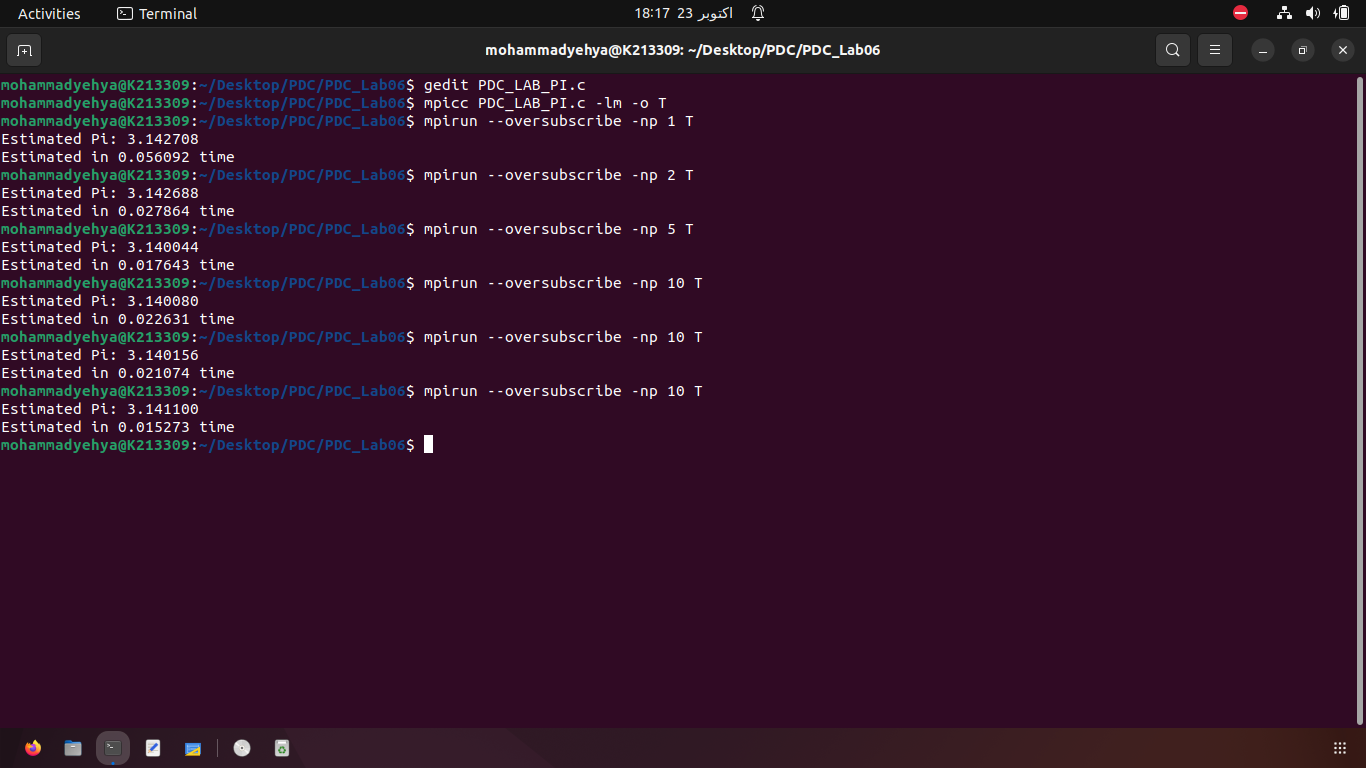 Activities
Terminal
18:17 23 اکتوبر
mohammadyehya@K213309: ~/Desktop/PDC/PDC_Lab06
mohammadyehya@K213309:~/Desktop/PDC/PDC_Lab06$ gedit PDC_LAB_PI.c
mohammadyehya@K213309:~/Desktop/PDC/PDC_Lab06$ mpicc PDC_LAB_PI.c -lm -o T
mohammadyehya@K213309:~/Desktop/PDC/PDC_Lab06$ mpirun --oversubscribe -np 1 T
Estimated Pi: 3.142708
Estimated in 0.056092 time
mohammadyehya@K213309:~/Desktop/PDC/PDC_Lab06$ mpirun --oversubscribe -np 2 T
Estimated Pi: 3.142688
Estimated in 0.027864 time
mohammadyehya@K213309:~/Desktop/PDC/PDC_Lab06$ mpirun --oversubscribe -np 5 T
Estimated Pi: 3.140044
Estimated in 0.017643 time
mohammadyehya@K213309:~/Desktop/PDC/PDC_Lab06$ mpirun --oversubscribe -np 10 T
Estimated Pi: 3.140080
Estimated in 0.022631 time
mohammadyehya@K213309:~/Desktop/PDC/PDC_Lab06$ mpirun --oversubscribe -np 10 T
Estimated Pi: 3.140156
Estimated in 0.021074 time
mohammadyehya@K213309:~/Desktop/PDC/PDC_Lab06$ mpirun --oversubscribe -np 10 T
Estimated Pi: 3.141100
Estimated in 0.015273 time
mohammadyehya@K213309:~/Desktop/PDC/PDC_Lab06$